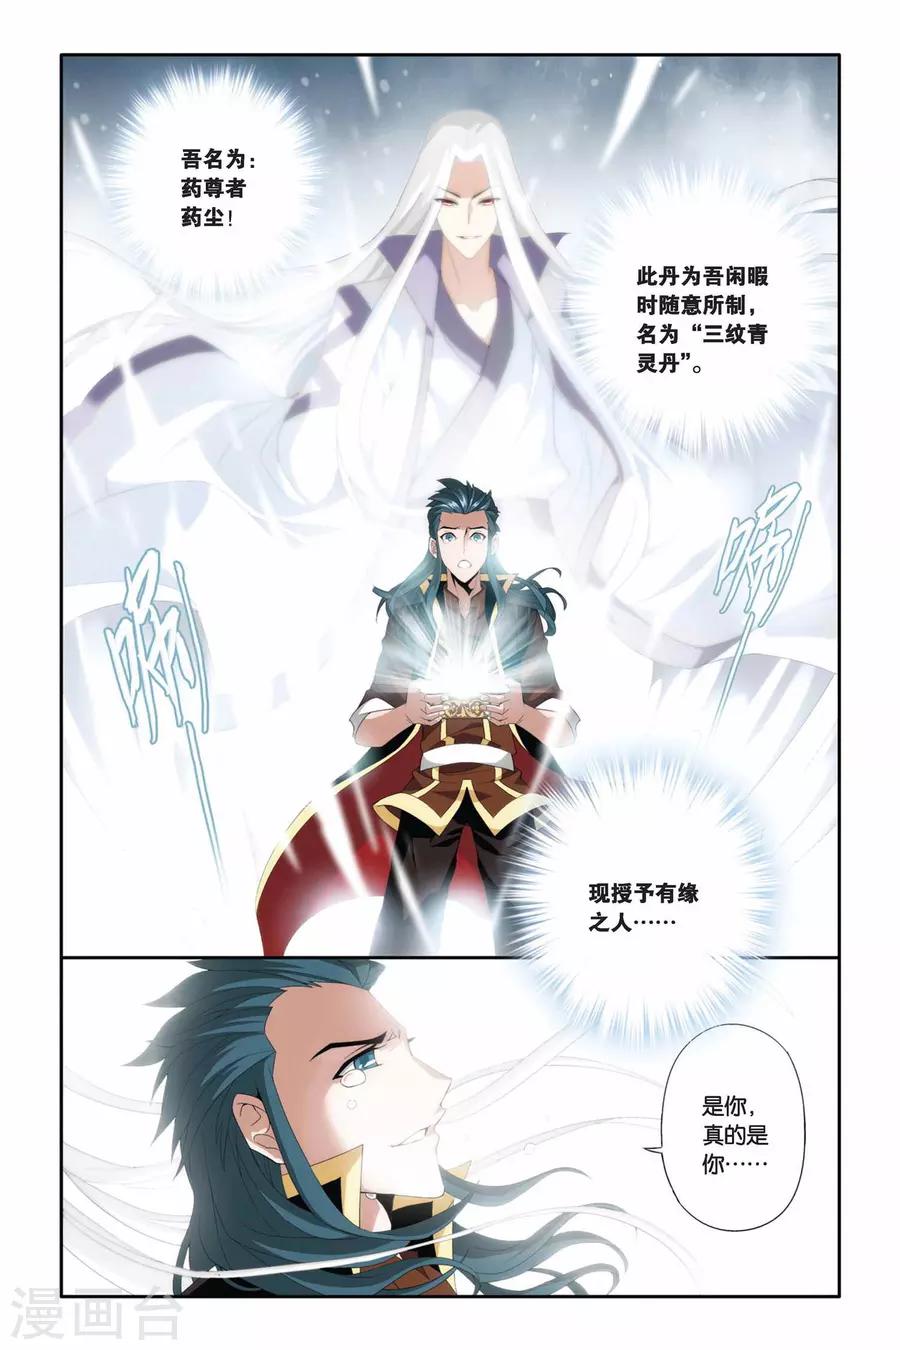 吾名为：
药尊者
药尘！
此丹为吾闲暇
时随意所制，
名为“三纹青
灵丹”。
嗡
嗡
现授予有缘
之人……
是你，
真的是
你……
漫画台